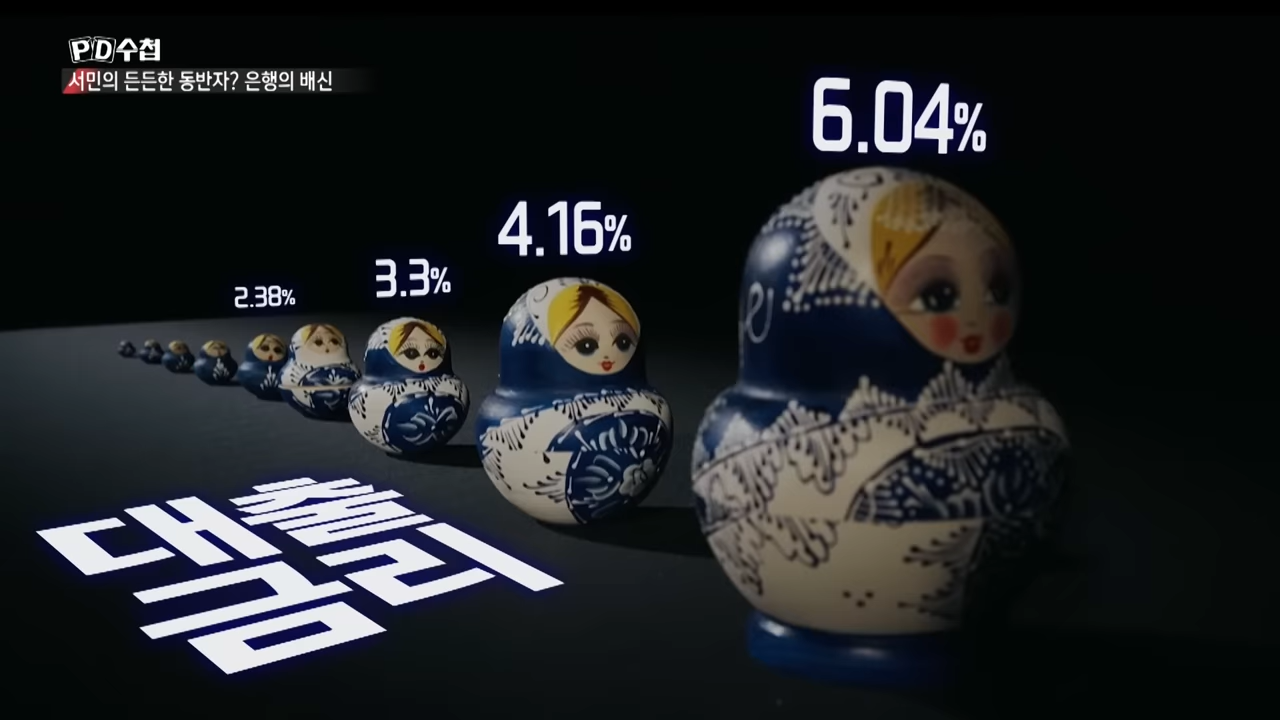 PD수첩
서민의 든든한 동반자? 은행의 배신
6.04%
4.16%
3.3%
2.38%
대출
금리